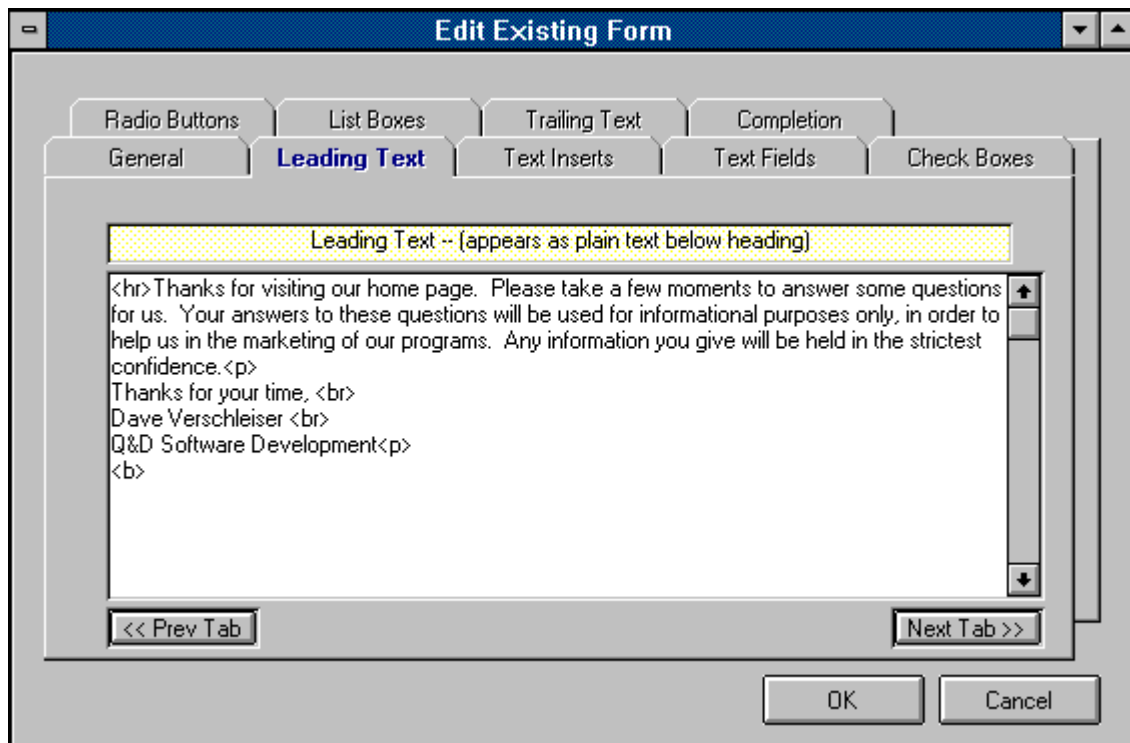 Edit Existing Form
Radio Buttons List Boxes Trailing Text Completion
General Leading Text Text Inserts Text Fields Check Boxes
Leading Text -- (appears as plain text below heading)
<hr>Thanks for visiting our home page.  Please take a few moments to answer some questions
for us.  Your answers to these questions will be used for informational purposes only, in order to
help us in the marketing of our programs.  Any information you give will be held in the strictest
confidence.<p>
Thanks for your time, <br>
Dave Verschleiser <br>
Q&D Software Development<p>
<b>
<< Prev Tab Next Tab >>
OK Cancel